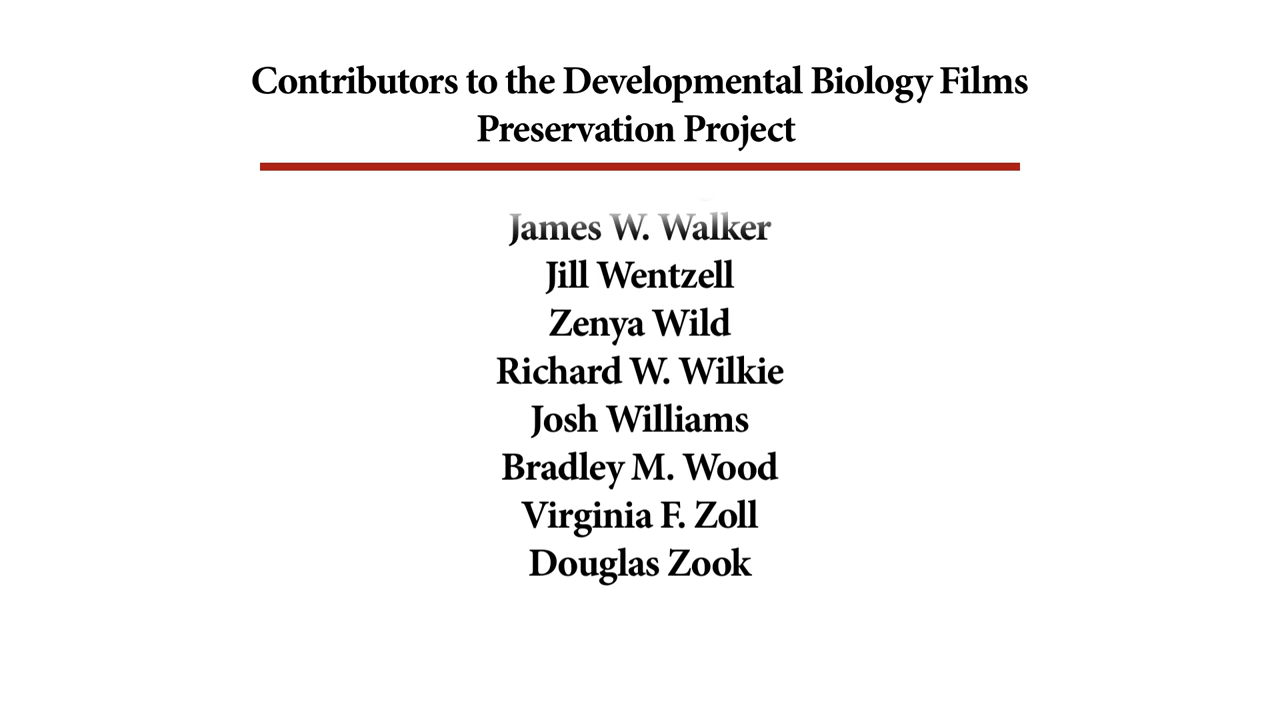 Contributors to the Developmental Biology Films
Preservation Project
James W. Walker
Jill Wentzell
Zenya Wild
Richard W. Wilkie
Josh Williams
Bradley M. Wood
Virginia F. Zoll
Douglas Zook